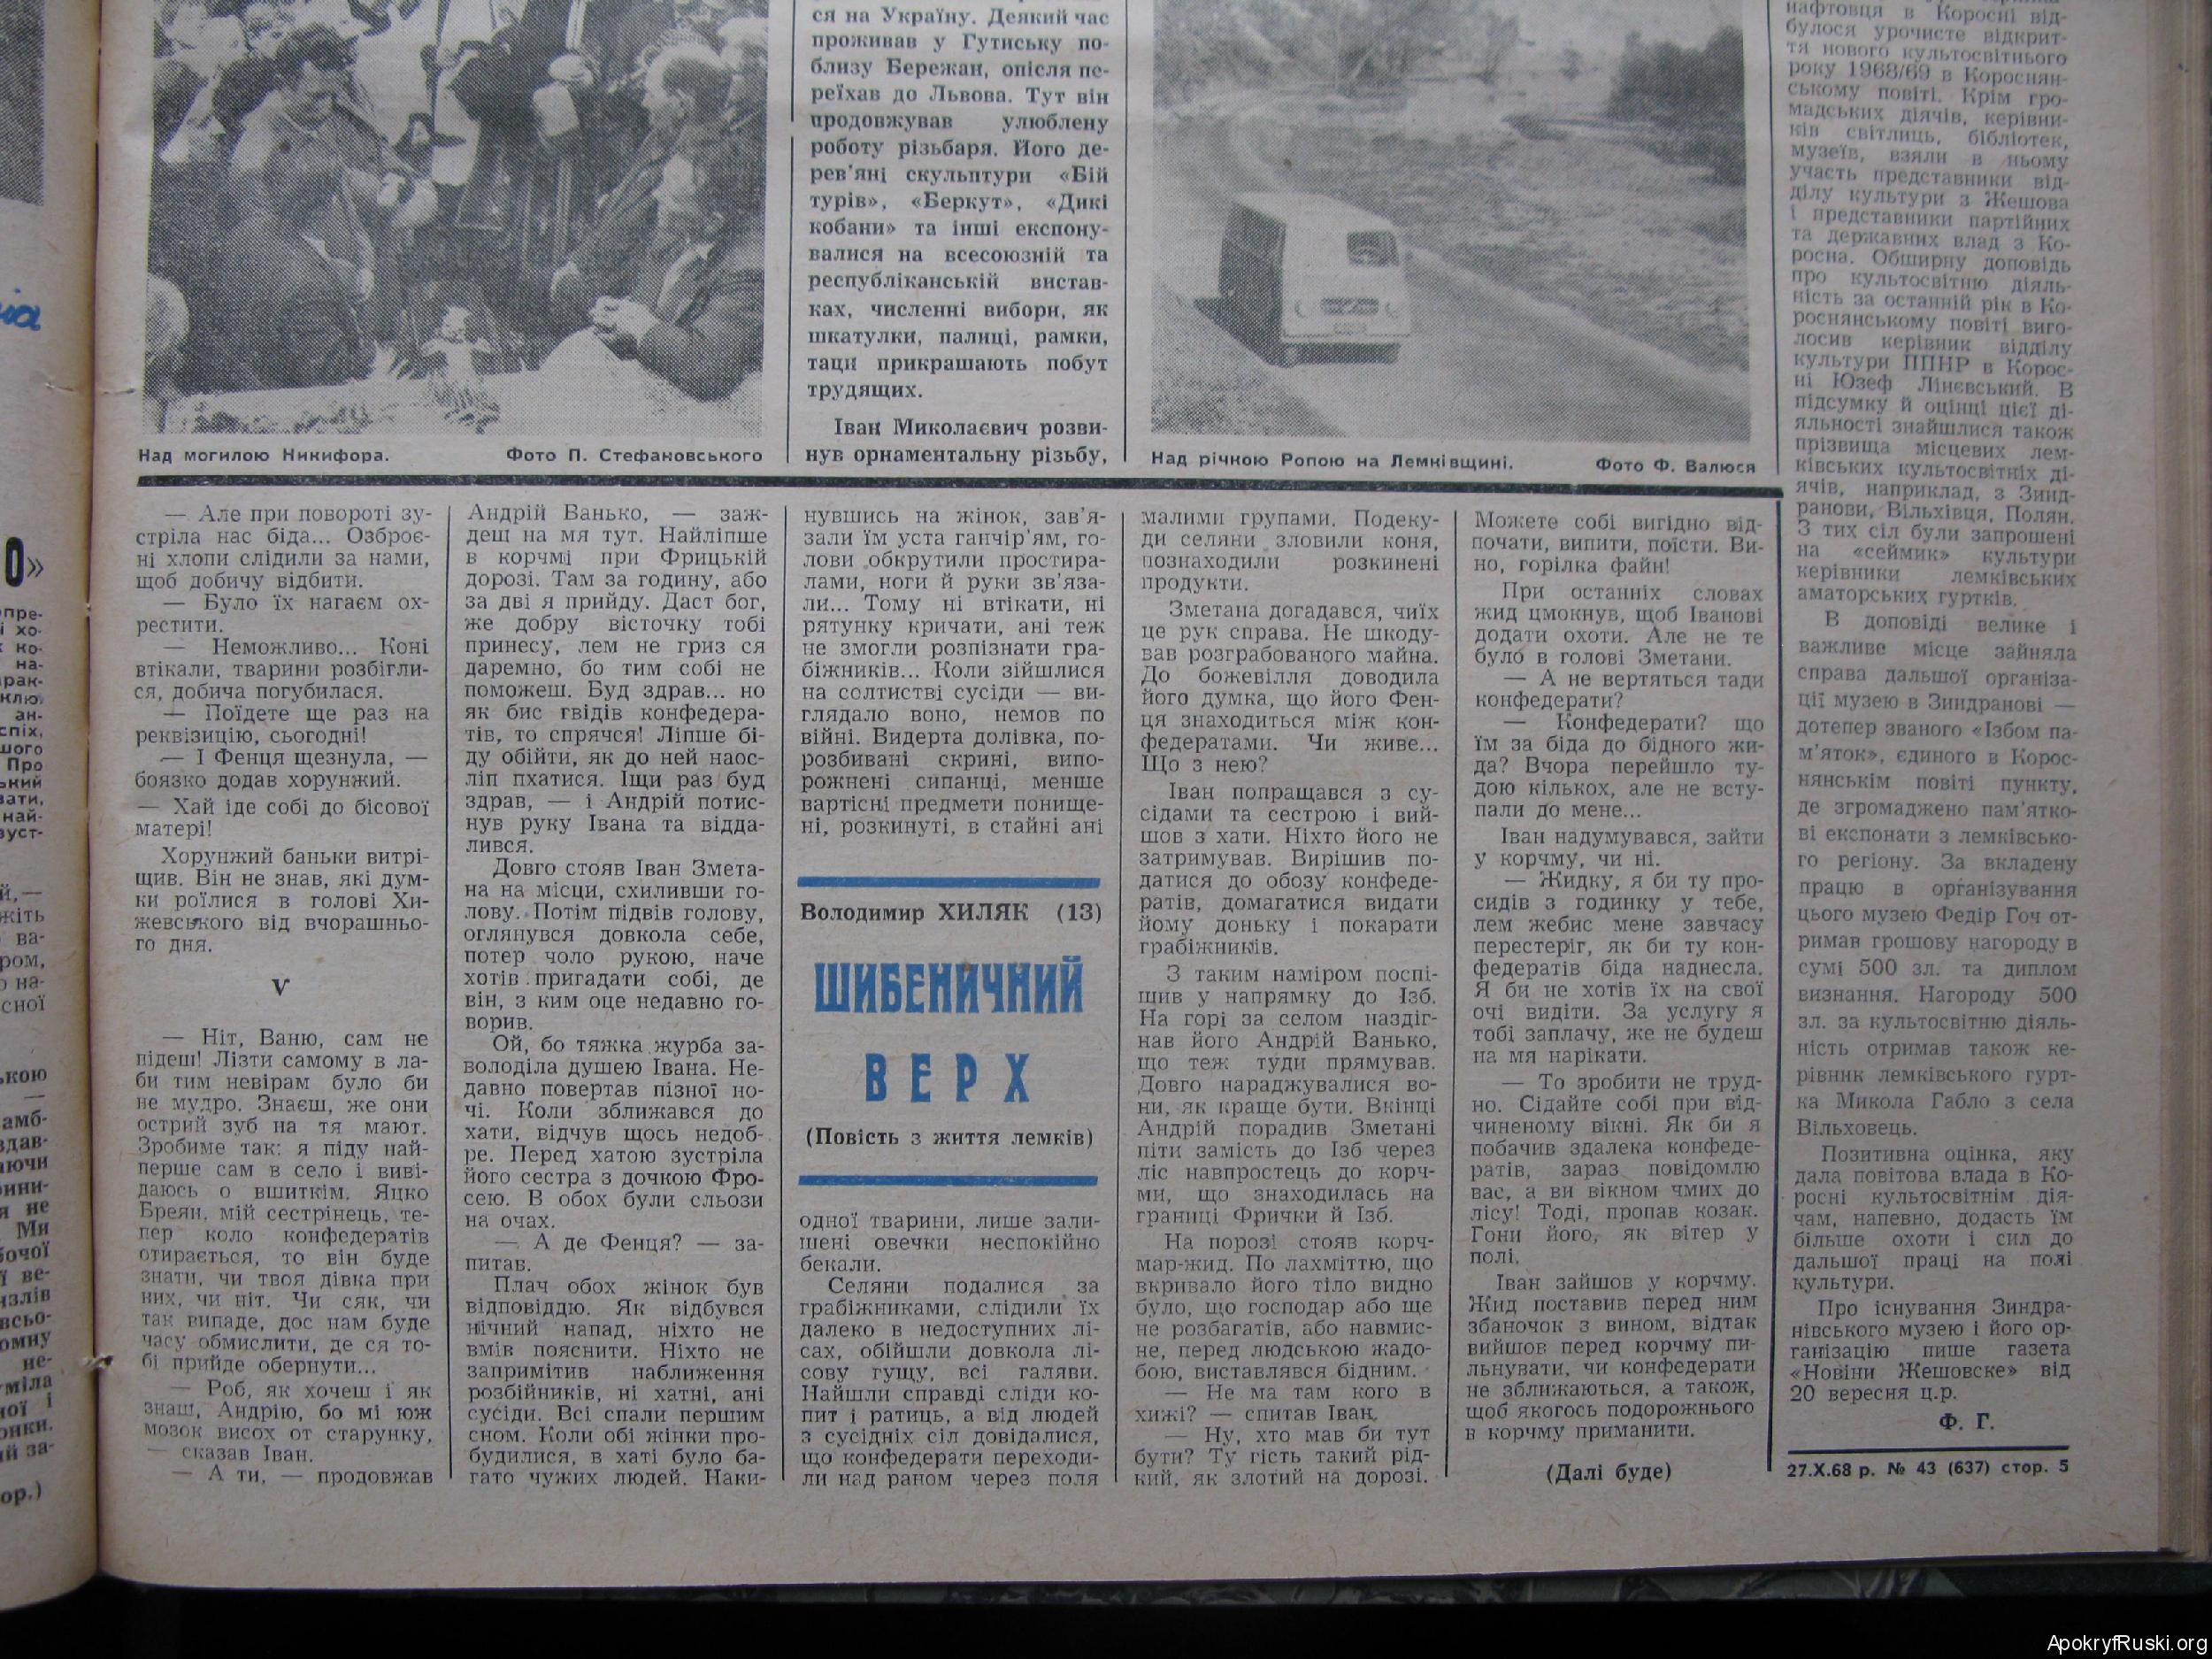 ся на Україну. Деякий час
проживав у Гутиську по-
близу Бережан, опісля пе-
реїхав до Львова. Тут він
продовжував улюблену
роботу різьбаря. Його де-
рев'яні скульптури «Бій
турів», «Беркут», «Дикі
кобани» та інші експону-
валися на всесоюзній та
республіканській вистав-
ках, численні вибори, як
шкатулки, палиці, рамки,
таци прикрашають побут
трудящих.
Іван Миколаєвич розви-
нув орнаментальну різьбу,
Над могилою Никифора.
Фото П. Стефановського
Над річкою Ропою на Лемківщині.
Фото Ф. Валюся
— Але при повороті зу-
стріла нас біда... Озброє-
ні хлопи слідили за нами,
щоб добичу відбити.
— Було їх нагаєм ох-
рестити.
— Неможливо... Коні
втікали, тварини розбігли-
ся, добича погубилася.
— Поїдете ще раз на
реквізицію, сьогодні!
— І Фенця щезнула, —
боязко додав хорунжий.
— Хай іде собі до бісової
матері!
Хорунжий баньки витрі-
щив. Він не знав, які дум-
ки роїлися в голові Хи-
жевського від вчорашньо-
го дня.
V
— Ніт, Ваню, сам не
підеш! Лізти самому в ла-
би тим невірам було би
не мудро. Знаєш, же они
острий зуб на тя мают.
Зробиме так: я піду най-
перше сам в село і виві-
даюсь о вшиткім. Яцко
Бреян, мій сестрінець, те-
пер коло конфедератів
отирається, то він буде
знати, чи твоя дівка при
них, чи ніт. Чи сяк, чи
так випаде, дос нам буде
часу обмислити, де ся то-
бі прийде обернути...
— Роб, як хочеш і як
знаш, Андрію, бо мі юж
мозок висох от старунку,
— сказав Іван.
— А ти, — продовжав
Андрій Ванько, — заж-
деш на мя тут. Найліпше
в корчмі при Фрицькій
дорозі. Там за годину, або
за дві я прийду. Даст бог,
же добру вісточку тобі
принесу, лем не гриз ся
даремно, бо тим собі не
поможеш. Буд здрав... но
як бис гвідів конфедера-
тів, то спрячся! Ліпше бі-
ду обійти, як до ней наос-
ліп пхатися. Іщи раз буд
здрав, — і Андрій потис-
нув руку Івана та відда-
лився.
Довго стояв Іван Змета-
на на місци, схиливши го-
лову. Потім підвів голову,
оглянувся довкола себе,
потер чоло рукою, наче
хотів пригадати собі, де
він, з ким оце недавно го-
ворив.
Ой, бо тяжка журба за-
володіла душею Івана. Не-
давно повертав пізної но-
чі. Коли зближався до
хати, відчув щось недоб-
ре. Перед хатою зустріла
його сестра з дочкою Фро-
сею. В обох були сльози
на очах.
— А де Фенця? — за-
питав.
Плач обох жінок був
відповіддю. Як відбувся
нічний напад, ніхто не
вмів пояснити. Ніхто не
запримітив наближення
розбійників, ні хатні, ані
сусіди. Всі спали першим
сном. Коли обі жінки про-
будилися, в хаті було ба-
гато чужих людей. Наки-
нувшись на жінок, зав'я-
зали їм уста ганчір'ям, го-
лови обкрутили простира-
лами, ноги й руки зв'яза-
ли... Тому ні втікати, ні
рятунку кричати, ані теж
не змогли розпізнати гра-
біжників... Коли зійшлися
на солтистві сусіди — ви-
глядало воно, немов по
війні. Видерта долівка, по-
розбивані скрині, випо-
рожнені сипанці, менше
вартісні предмети понище-
ні, розкинуті, в стайні ані
Володимир ХИЛЯК (13)
ШИБЕНИЧНИЙ
ВЕРХ
(Повість з життя лемків)
одної тварини, лише зали-
шені овечки неспокійно
бекали.
Селяни подалися за
грабіжниками, слідили їх
далеко в недоступних лі-
сах, обійшли довкола лі-
сову гущу, всі галяви.
Найшли справді сліди ко-
пит і ратиць, а від людей
з сусідніх сіл довідалися,
що конфедерати переходи-
ли над раном через поля
малими групами. Подеку-
ди селяни зловили коня,
познаходили розкинені
продукти.
Зметана догадався, чиїх
це рук справа. Не шкоду-
вав розграбованого майна.
До божевілля доводила
його думка, що його Фен-
ця знаходиться між кон-
федератами. Чи живе...
Що з нею?
Іван попращався з су-
сідами та сестрою і вий-
шов з хати. Ніхто його не
затримував. Вирішив по-
датися до обозу конфеде-
ратів, домагатися видати
йому доньку і покарати
грабіжників.
З таким наміром поспі-
шив у напрямку до Ізб.
На горі за селом наздіг-
нав його Андрій Ванько,
що теж туди прямував.
Довго нараджувалися во-
ни, як краще бути. Вкінці
Андрій порадив Зметані
піти замість до Ізб через
ліс навпростець до корч-
ми, що знаходилась на
границі Фрички й Ізб.
На порозі стояв корч-
мар-жид. По лахміттю, що
вкривало його тіло видно
було, що господар або ще
не розбагатів, або навмис-
не, перед людською жадо-
бою, виставлявся бідним.
— Не ма там кого в
хижі? — спитав Іван.
— Ну, хто мав би тут
бути? Ту гість такий рід-
кий, як злотий на дорозі.
Можете собі вигідно від-
почати, випити, поїсти. Ви-
но, горілка файн!
При останніх словах
жид цмокнув, щоб Іванові
додати охоти. Але не те
було в голові Зметани.
— А не вертяться тади
конфедерати?
— Конфедерати? що
їм за біда до бідного жи-
да? Вчора перейшло ту-
дою кількох, але не всту-
пали до мене...
Іван надумувався, зайти
у корчму, чи ні.
— Жидку, я би ту про-
сидів з годинку у тебе,
лем жебис мене завчасу
перестеріг, як би ту кон-
федератів біда наднесла.
Я би не хотів їх на свої
очі видіти. За услугу я
тобі заплачу, же не будеш
на мя нарікати.
— То зробити не труд-
но. Сідайте собі при від-
чиненому вікні. Як би я
побачив здалека конфеде-
ратів, зараз повідомлю
вас, а ви вікном чмих до
лісу! Тоді, пропав козак.
Гони його, як вітер у
полі.
Іван зайшов у корчму.
Жид поставив перед ним
збаночок з вином, відтак
вийшов перед корчму пи-
льнувати, чи конфедерати
не зближаються, а також,
щоб якогось подорожнього
в корчму приманити.
(Далі буде)
нафтовця в Коросні від-
булося урочисте відкрит-
тя нового культосвітнього
року 1968/69 в Короснян-
ському повіті. Крім гро-
мадських діячів, керівни-
ків світлиць, бібліотек,
музеїв, взяли в ньому
участь представники від-
ділу культури з Жешова
і представники партійних
та державних влад з Ко-
росна. Обширну доповідь
про культосвітню діяль-
ність за останній рік в Ко-
роснянському повіті виго-
лосив керівник відділу
культури ППНР в Корос-
ні Юзеф Лінєвський. В
підсумку й оцінці цієї ді-
яльності знайшлися також
прізвища місцевих лем-
ківських культосвітніх ді-
ячів, наприклад, з Зинд-
ранови, Вільхівця, Полян.
З тих сіл були запрошені
на «сеймик» культури
керівники лемківських
аматорських гуртків.
В доповіді велике і
важливе місце зайняла
справа дальшої організа-
ції музею в Зиндранові —
дотепер званого «Ізбом па-
м'яток», єдиного в Корос-
нянськім повіті пункту,
де згромаджено пам'ятко-
ві експонати з лемківсько-
го регіону. За вкладену
працю в організування
цього музею Федір Гоч от-
римав грошову нагороду в
сумі 500 зл. та диплом
визнання. Нагороду 500
зл. за культосвітню діяль-
ність отримав також ке-
рівник лемківського гурт-
ка Микола Габло з села
Вільховець.
Позитивна оцінка, яку
дала повітова влада в Ко-
росні культосвітнім дія-
чам, напевно, додасть їм
більше охоти і сил до
дальшої праці на полі
культури.
Про існування Зиндра-
нівського музею і його ор-
ганізацію пише газета
«Новіни Жешовске» від
20 вересня ц.р.
Ф. Г.
27.X.68 р. № 43 (637) стор. 5
ApokryfRuski.org